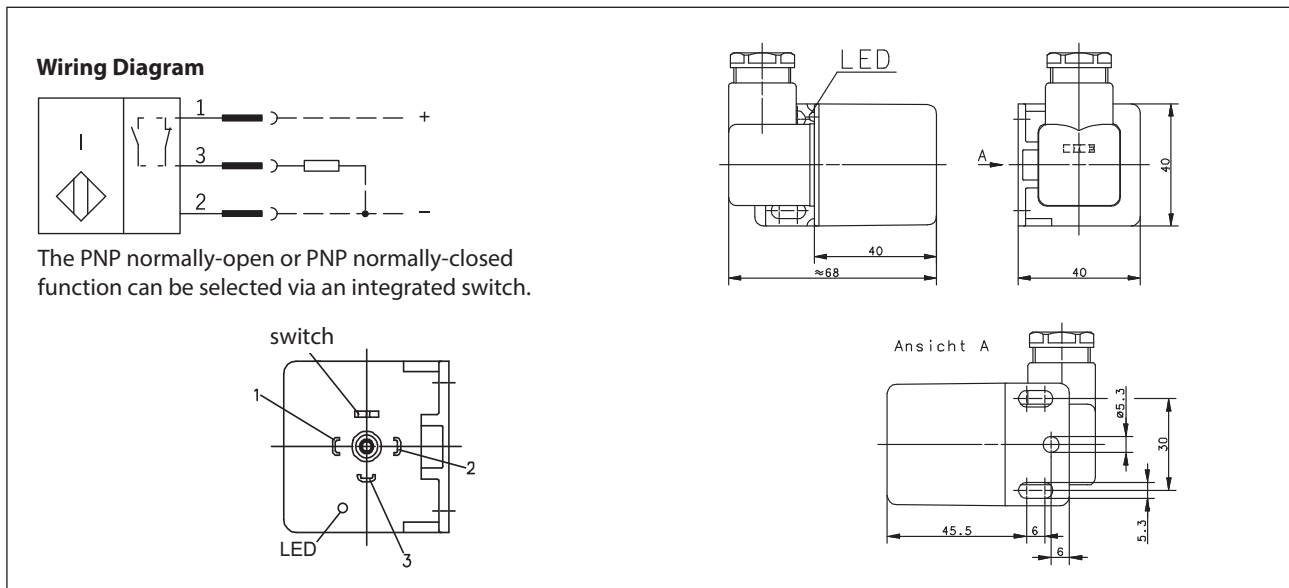 Wiring Diagram
1
+
3
2
−
I
The PNP normally-open or PNP normally-closed
function can be selected via an integrated switch.
switch
1
2
3
LED
LED
40
≈68
A
40
40
Ansicht A
ø5.3
30
5.3
45.5
6
6